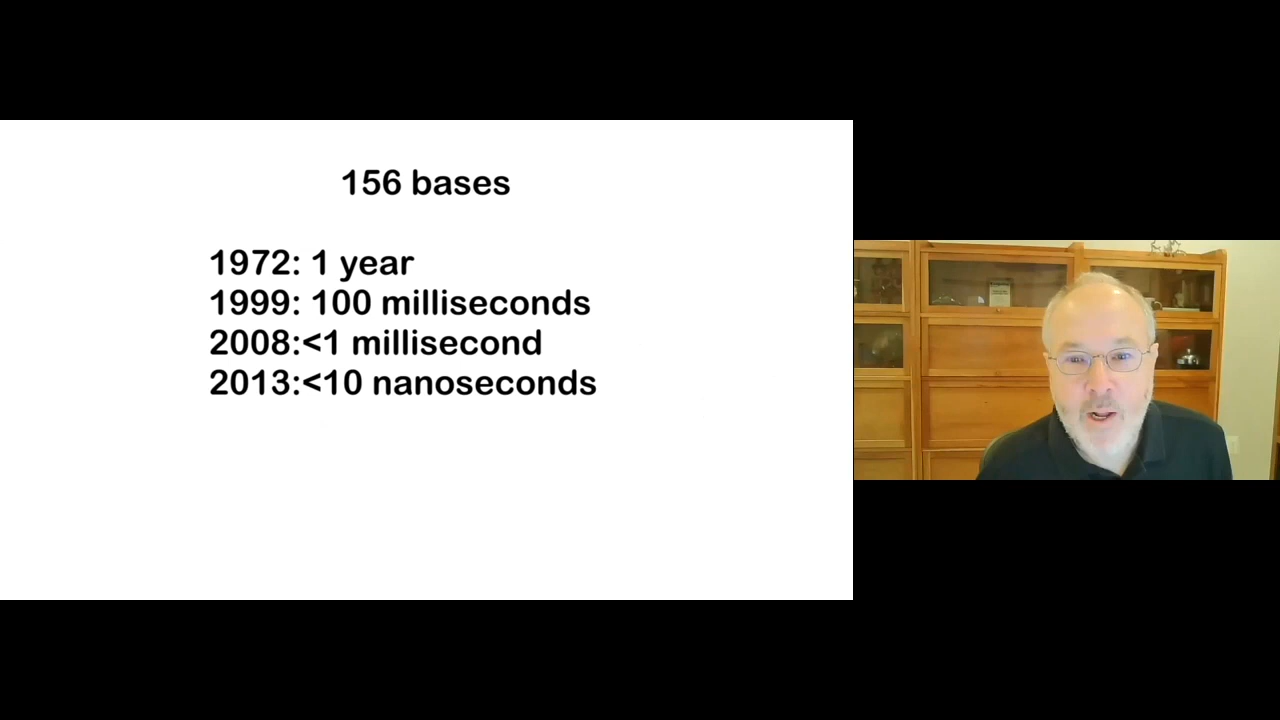 156 bases
1972: 1 year
1999: 100 milliseconds
2008:<1 millisecond
2013:<10 nanoseconds